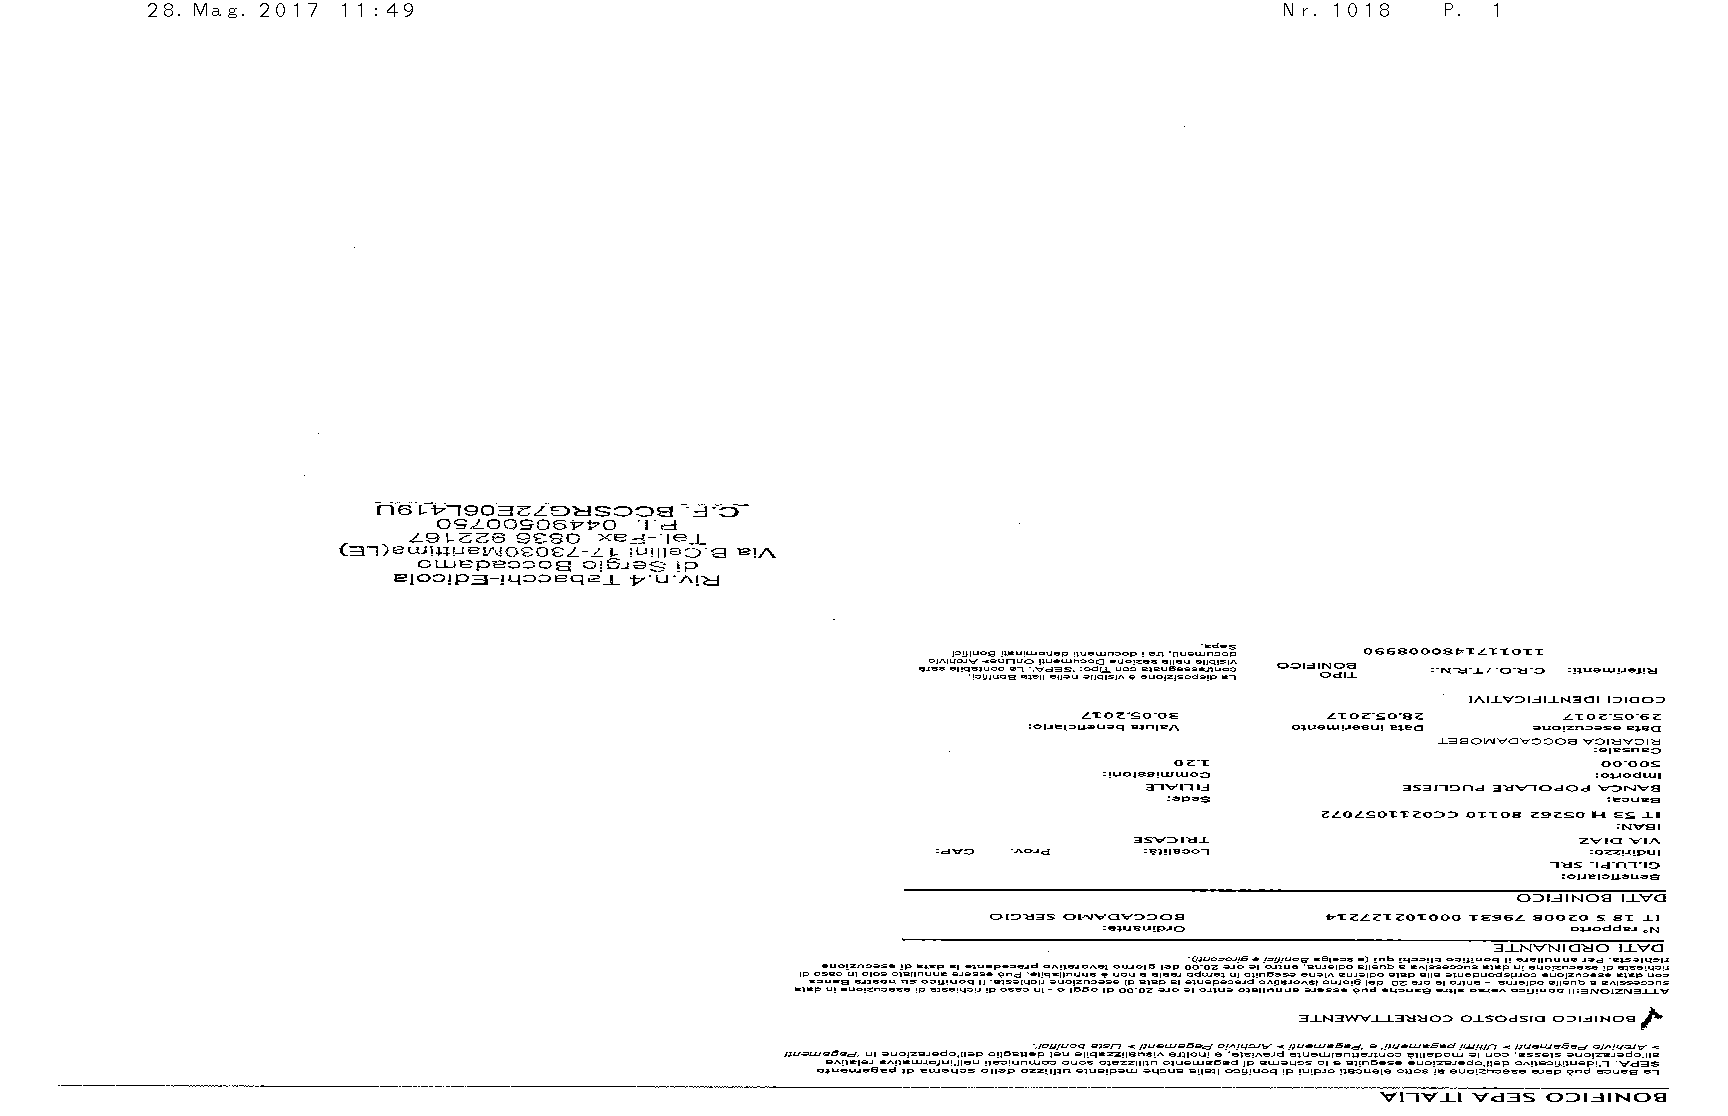 28. Mag. 2017 11:49 Nr. 1018 P. 1
BONIFICO SEPA ITALIA
La Banca può dare esecuzione ai sotto elencati ordini di bonifico Italia anche mediante utilizzo dello schema di pagamento
SEPA. L'identificativo dell'operazione eseguita e lo schema di pagamento utilizzato sono comunicati nell'informativa relativa
all'operazione stessa, con le modalità contrattualmente previste, e inoltre visualizzabile nel dettaglio dell'operazione in 'Pagamenti
> Archivio Pagamenti > Ultimi pagamenti' e 'Pagamenti > Archivio Pagamenti > Lista bonifici'.
BONIFICO DISPOSTO CORRETTAMENTE
ATTENZIONE:Il bonifico verso altre Banche può essere annullato entro le ore 20.00 di oggi o - in caso di richiesta di esecuzione in data
successiva a quella odierna - entro le ore 20 del giorno lavorativo precedente la data di esecuzione richiesta. Il bonifico su nostra Banca
con data esecuzione corrispondente alla data odierna viene eseguito in tempo reale e non è annullabile. Può essere annullato solo in caso di
richiesta di esecuzione in data successiva a quella odierna, entro le ore 20.00 del giorno lavorativo precedente la data di esecuzione
richiesta. Per annullare il bonifico clicchi qui (e scelga Bonifici e giroconti).
DATI ORDINANTE
N° rapporto Ordinante:
IT 18 S 02008 79631 000102127214 BOCCADAMO SERGIO
DATI BONIFICO
Beneficiario:
GI.LU.PI. SRL
Indirizzo: Località: Prov. CAP:
VIA DIAZ TRICASE
IBAN:
IT 53 H 05262 80110 CC0211057072
Banca: Sede:
BANCA POPOLARE PUGLIESE FILIALE
Importo: Commissioni:
500.00 1.20
Causale:
RICARICA BOCCADAMOBET
Data esecuzione Data inserimento Valuta beneficiario:
29.05.2017 28.05.2017 30.05.2017
CODICI IDENTIFICATIVI
Riferimenti: C.R.O. / T.R.N.: TIPO
BONIFICO
1101171480008990
La disposizione è visibile nella lista Bonifici,
contrassegnata con Tipo: 'SEPA'. La contabile sarà
visibile nella sezione Documenti OnLine> Archivio
documenti, tra i documenti denominati Bonifici
Sepa.
Riv.n.4 Tabacchi-Edicola
di Sergio Boccadamo
Via B.Cellini 17-73030Marittima(LE)
Tel.-Fax 0836 922167
P.I. 04490500750
C.F. BCCSRG72E06L419U